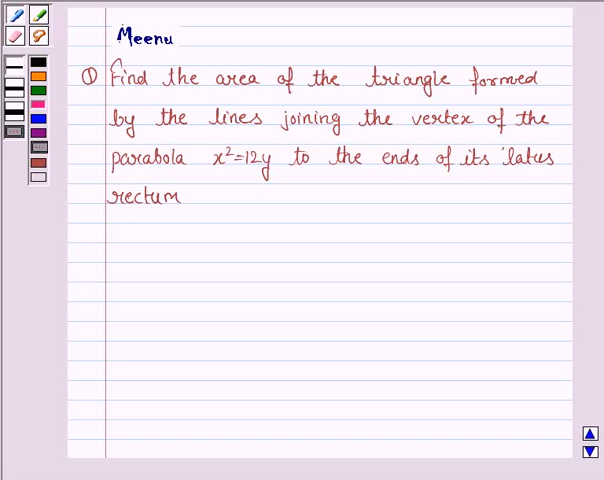 Meenu
① Find the area of the triangle formed
by the lines joining the vertex of the
parabola x²=12y to the ends of its latus
rectum